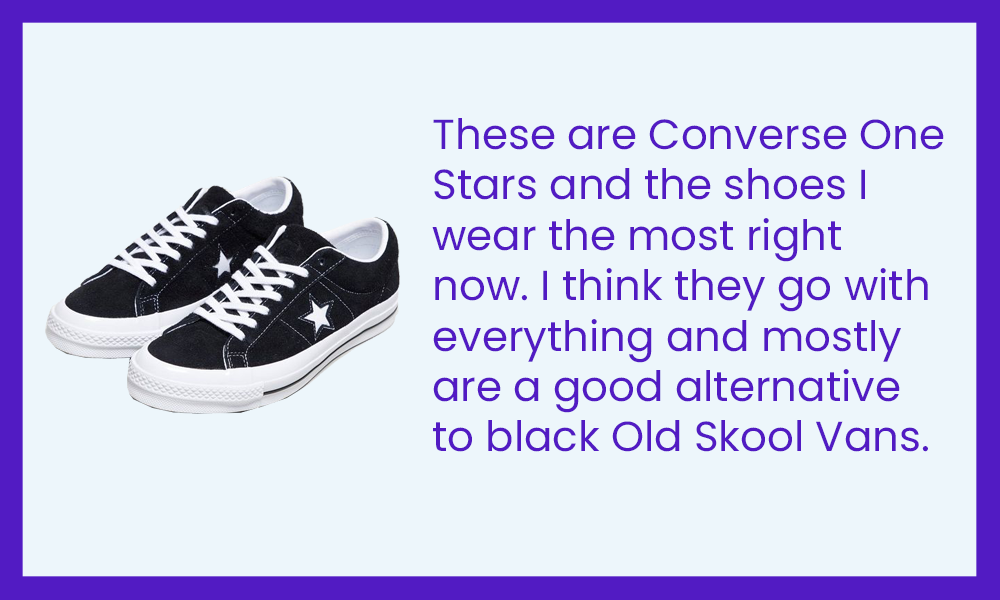 These are Converse One
Stars and the shoes I
wear the most right
now. I think they go with
everything and mostly
are a good alternative
to black Old Skool Vans.